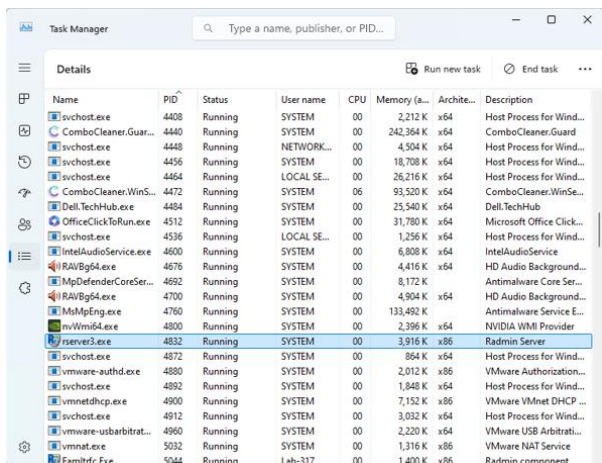 Task Manager
Type a name, publisher, or PID...
Details
Run new task
End task
Name PID Status User name CPU Memory (a... Archite... Description
svchost.exe 4408 Running SYSTEM 00 2,212 K x64 Host Process for Wind...
ComboCleaner.Guar... 4440 Running SYSTEM 00 242,364 K x64 ComboCleaner.Guard
svchost.exe 4448 Running NETWORK... 00 4,504 K x64 Host Process for Wind...
svchost.exe 4456 Running SYSTEM 00 18,708 K x64 Host Process for Wind...
svchost.exe 4464 Running LOCAL SE... 00 26,216 K x64 Host Process for Wind...
ComboCleaner.WinS... 4472 Running SYSTEM 06 93,520 K x64 ComboCleaner.WinSe...
Dell.TechHub.exe 4484 Running SYSTEM 00 25,540 K x64 Dell.TechHub
OfficeClickToRun.exe 4512 Running SYSTEM 00 31,780 K x64 Microsoft Office Click...
svchost.exe 4536 Running LOCAL SE... 00 1,256 K x64 Host Process for Wind...
IntelAudioService.exe 4600 Running SYSTEM 00 6,808 K x64 IntelAudioService
RAVBg64.exe 4676 Running SYSTEM 00 4,416 K x64 HD Audio Background...
MpDefenderCoreSer... 4692 Running SYSTEM 00 8,172 K Antimalware Core Ser...
RAVBg64.exe 4700 Running SYSTEM 00 4,904 K x64 HD Audio Background...
MsMpEng.exe 4760 Running SYSTEM 00 133,492 K Antimalware Service E...
nvWmi64.exe 4800 Running SYSTEM 00 2,396 K x64 NVIDIA WMI Provider
rserver3.exe 4832 Running SYSTEM 00 3,916 K x86 Radmin Server
svchost.exe 4872 Running SYSTEM 00 864 K x64 Host Process for Wind...
vmware-authd.exe 4880 Running SYSTEM 00 2,012 K x86 VMware Authorization...
svchost.exe 4892 Running SYSTEM 00 1,848 K x64 Host Process for Wind...
vmnetdhcp.exe 4900 Running SYSTEM 00 7,152 K x86 VMware VMnet DHCP ...
svchost.exe 4912 Running SYSTEM 00 3,032 K x64 Host Process for Wind...
vmware-usbarbitrat... 4960 Running SYSTEM 00 2,220 K x64 VMware USB Arbitrati...
vmnat.exe 5032 Running SYSTEM 00 1,316 K x86 VMware NAT Service
FamItrfc.Exe 5044 Running Lab-317 00 1,400 K x86 Radmin component